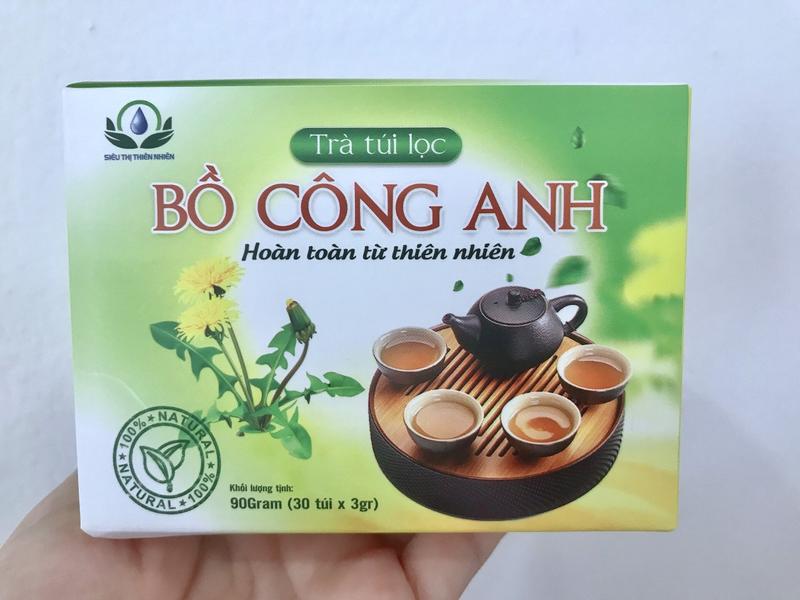 SIÊU THỊ THIÊN NHIÊN
Trà túi lọc
BỒ CÔNG ANH
Hoàn toàn từ thiên nhiên
100% ★ NATURAL ★ 100% ★ NATURAL ★
Khối lượng tịnh:
90Gram (30 túi x 3gr)